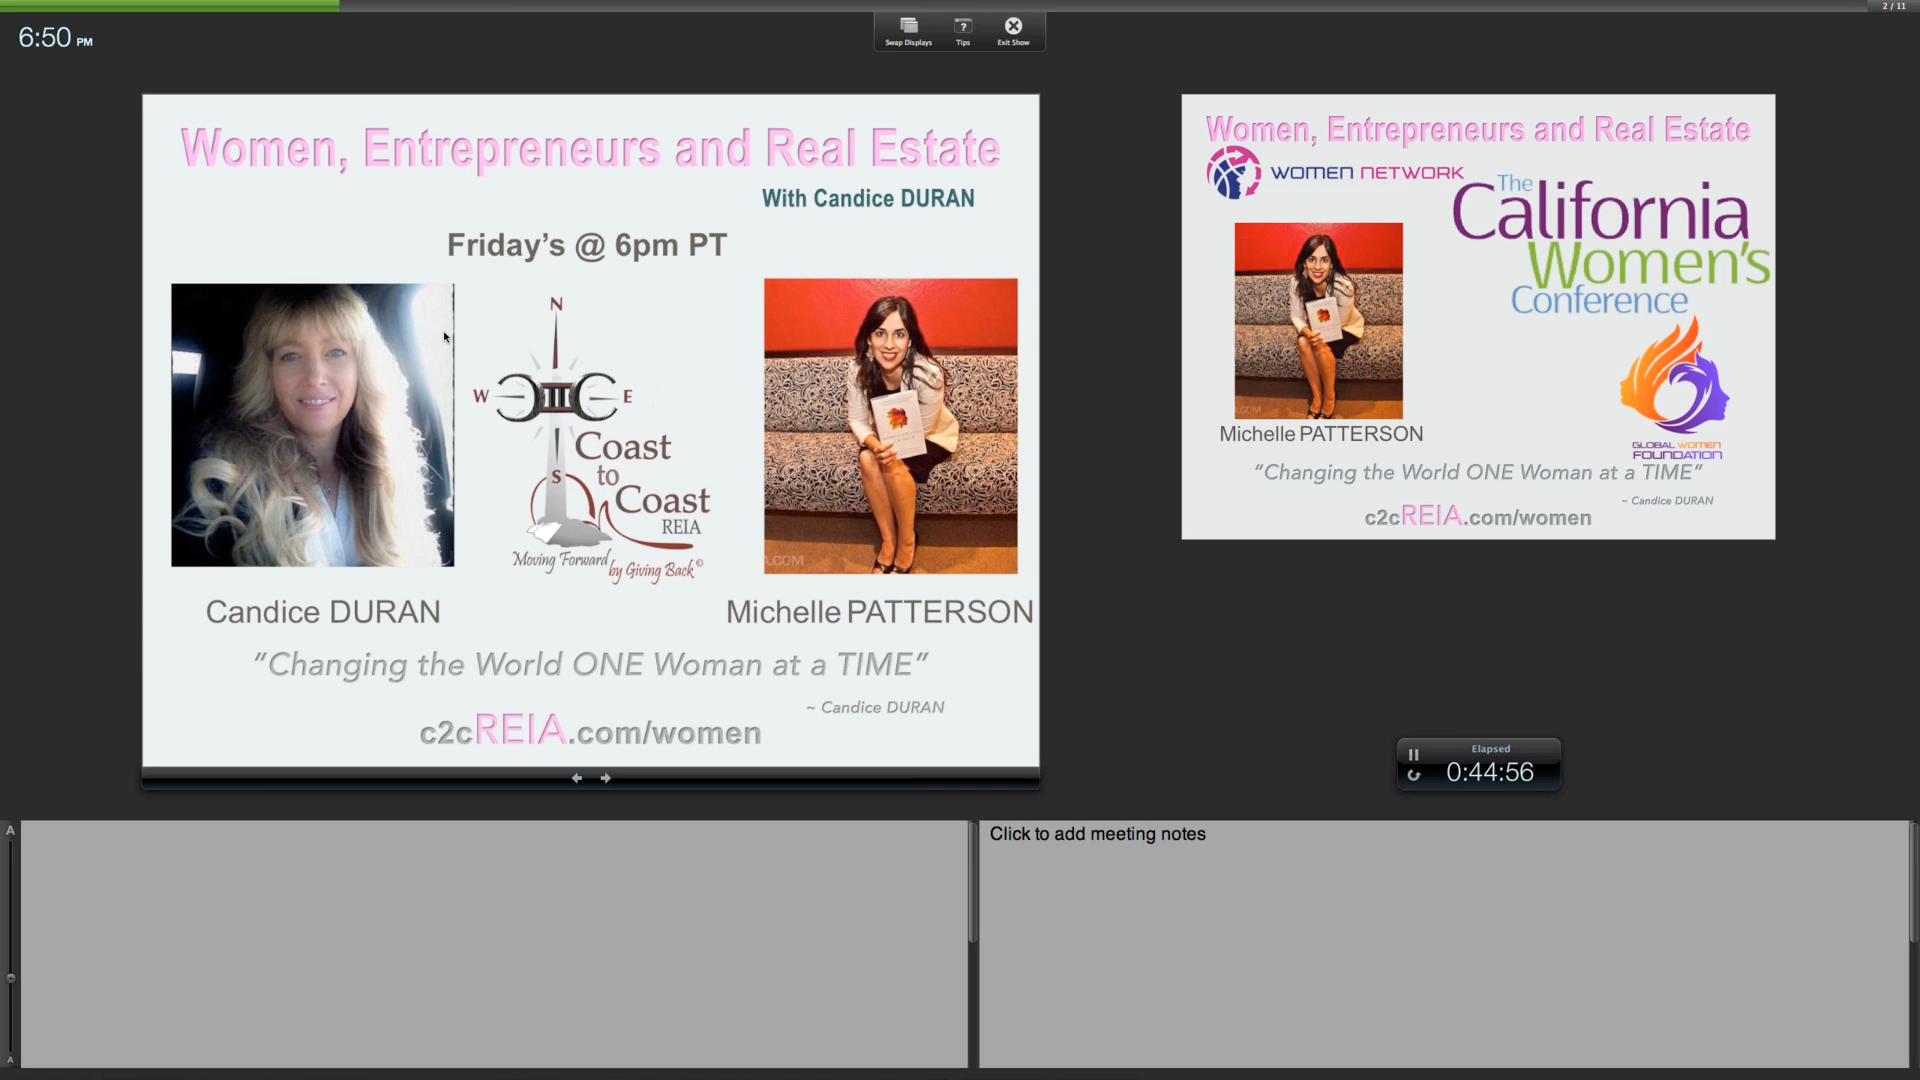 2 / 11
6:50 PM
Swap Displays
Tips
Exit Show
Women, Entrepreneurs and Real Estate
With Candice DURAN
Friday’s @ 6pm PT
N
W
E
S
Coast
to
Coast
REIA
Moving Forward
by Giving Back©
A.COM
Candice DURAN
Michelle PATTERSON
“Changing the World ONE Woman at a TIME”
~ Candice DURAN
c2cREIA.com/women
Women, Entrepreneurs and Real Estate
WOMEN NETWORK
The
California
Women’s
Conference
Michelle PATTERSON
GLOBAL WOMEN
FOUNDATION
“Changing the World ONE Woman at a TIME”
~ Candice DURAN
c2cREIA.com/women
Elapsed
0:44:56
A
A
Click to add meeting notes